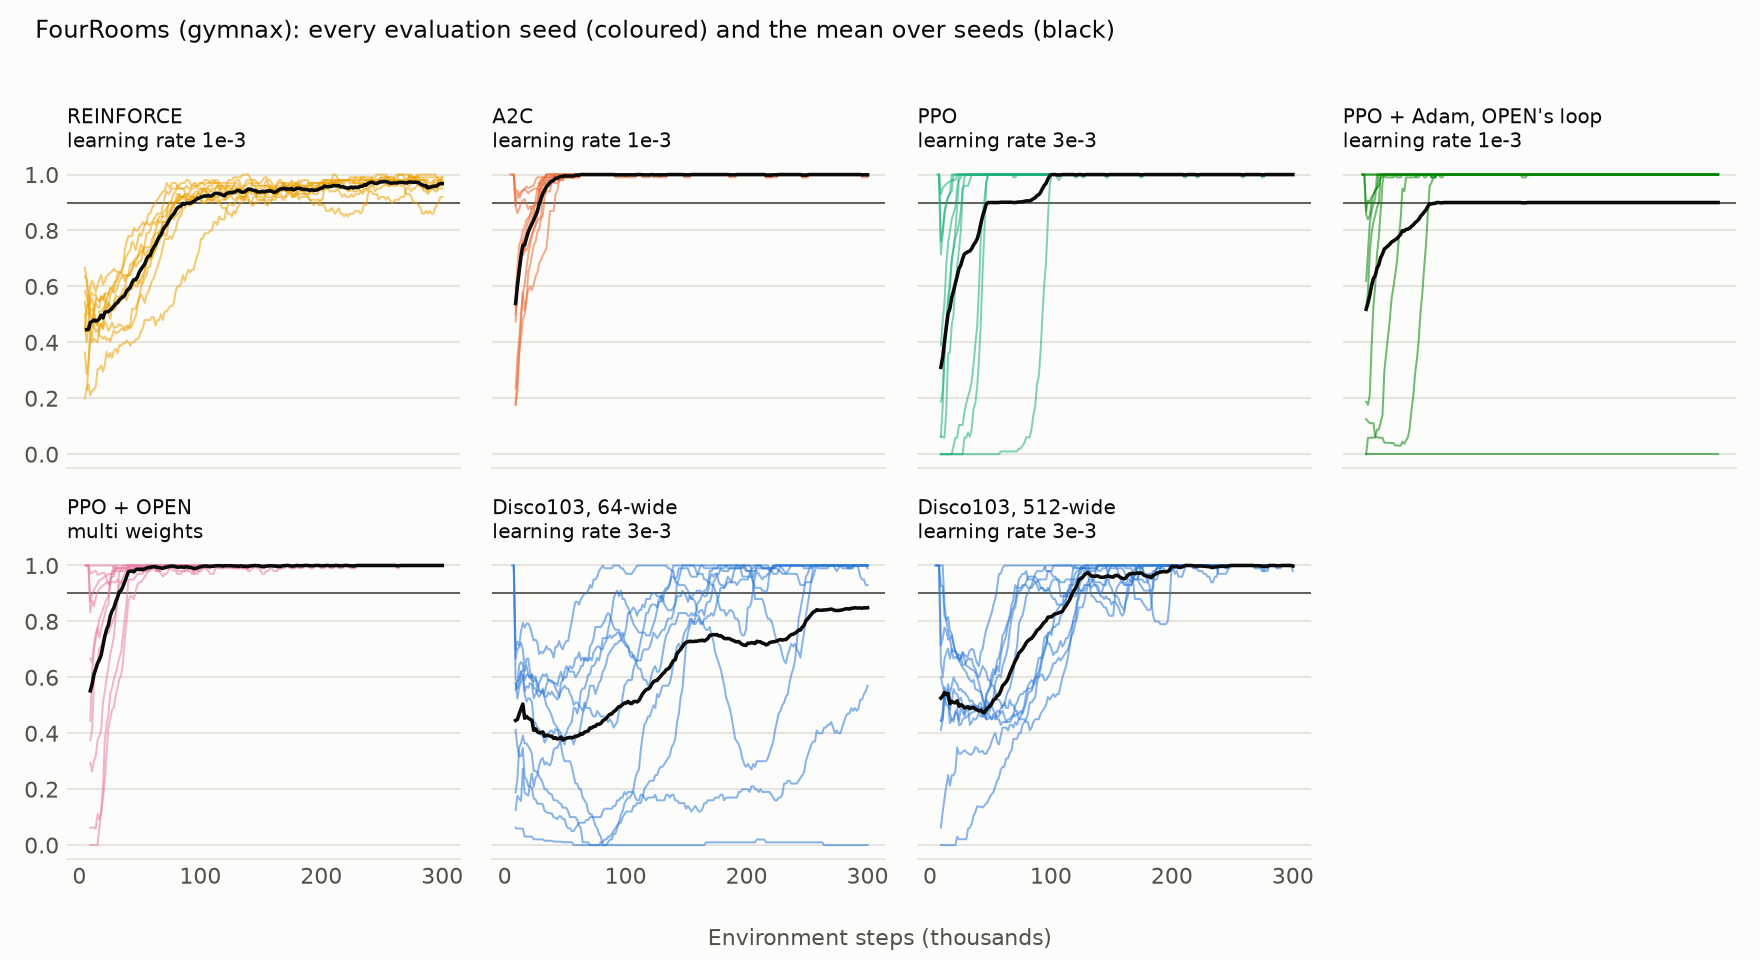 FourRooms (gymnax): every evaluation seed (coloured) and the mean over seeds (black)
REINFORCE
learning rate 1e-3
A2C
learning rate 1e-3
PPO
learning rate 3e-3
PPO + Adam, OPEN's loop
learning rate 1e-3
1.0
0.8
0.6
0.4
0.2
0.0
PPO + OPEN
multi weights
Disco103, 64-wide
learning rate 3e-3
Disco103, 512-wide
learning rate 3e-3
1.0
0.8
0.6
0.4
0.2
0.0
0 100 200 300
0 100 200 300
0 100 200 300
Environment steps (thousands)